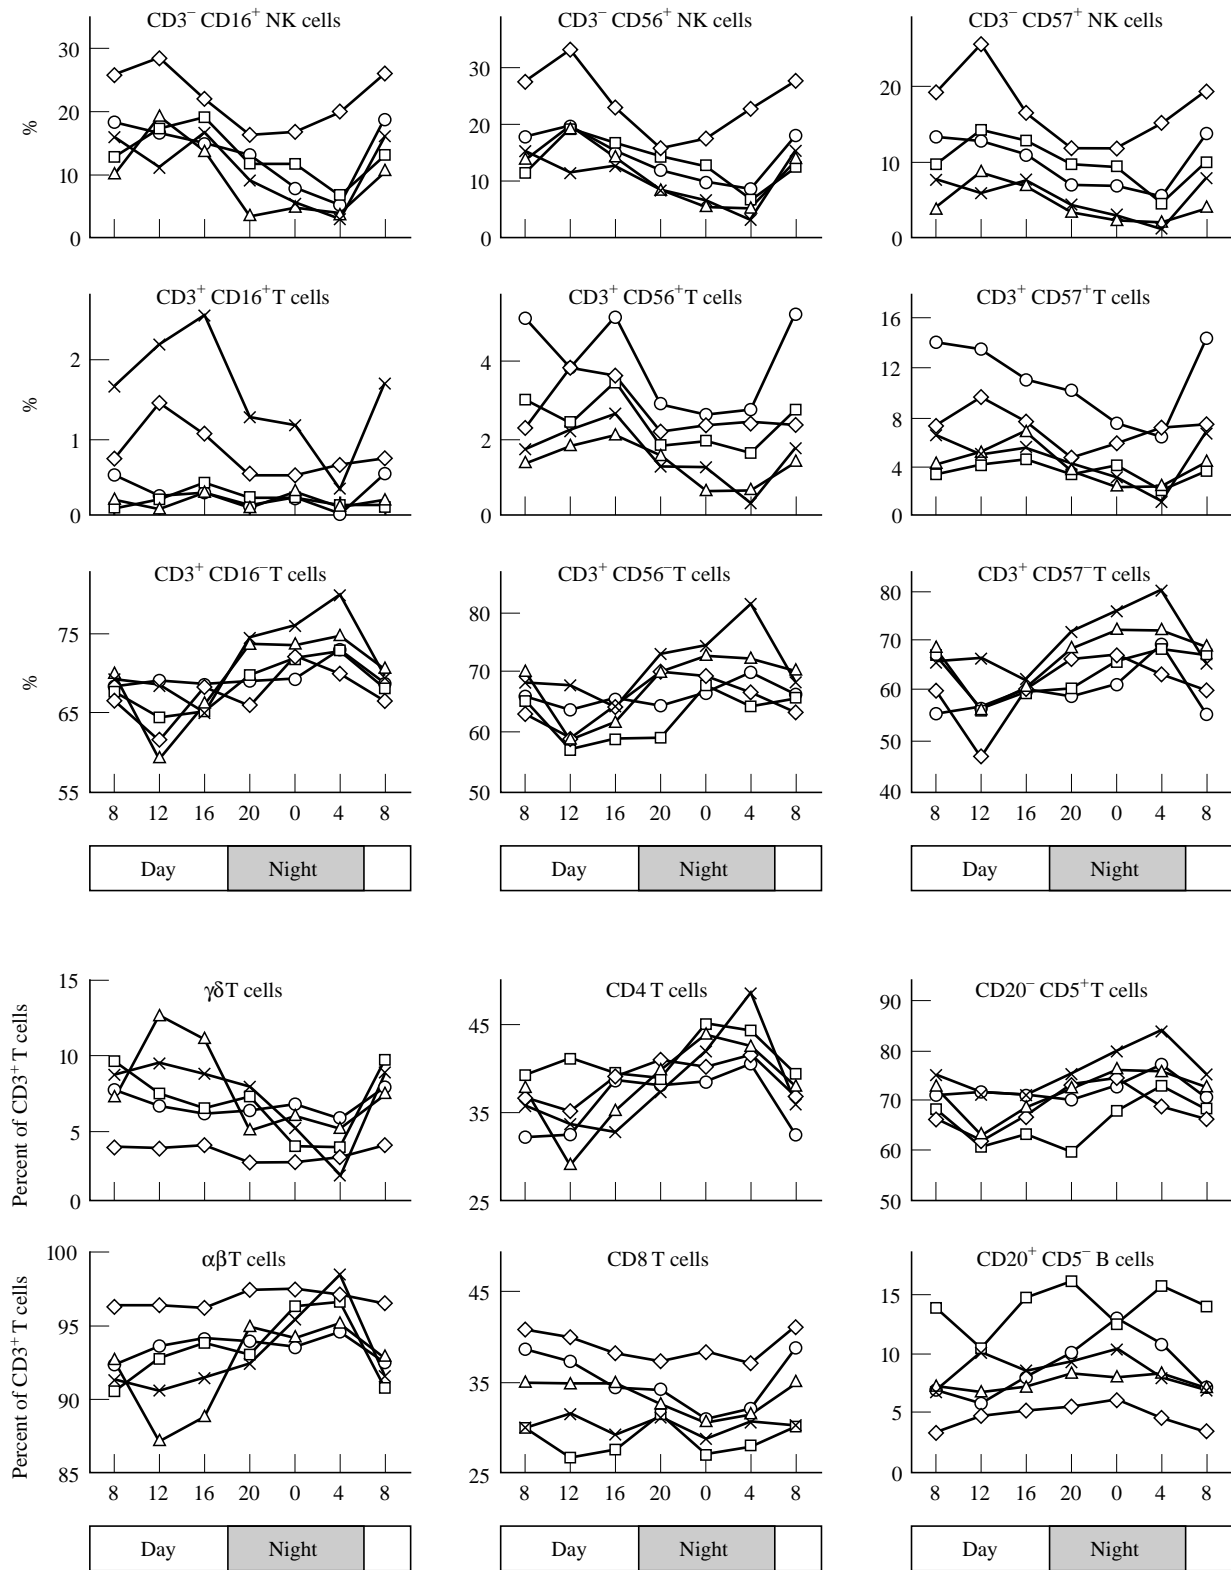 CD3⁻ CD16⁺ NK cells
CD3⁻ CD56⁺ NK cells
CD3⁻ CD57⁺ NK cells
%
30
20
10
0
30
20
10
0
20
10
0
CD3⁺ CD16⁺T cells
CD3⁺ CD56⁺T cells
CD3⁺ CD57⁺T cells
%
2
1
0
4
2
0
16
12
8
4
0
CD3⁺ CD16⁻T cells
CD3⁺ CD56⁻T cells
CD3⁺ CD57⁻T cells
%
75
65
55
80
70
60
50
80
70
60
50
40
8 12 16 20 0 4 8
8 12 16 20 0 4 8
8 12 16 20 0 4 8
Day Night
Day Night
Day Night
γδT cells
CD4 T cells
CD20⁻ CD5⁺T cells
Percent of CD3⁺ T cells
15
10
5
0
45
35
25
90
80
70
60
50
αβT cells
CD8 T cells
CD20⁺ CD5⁻ B cells
Percent of CD3⁺ T cells
100
95
90
85
45
35
25
15
10
5
0
8 12 16 20 0 4 8
8 12 16 20 0 4 8
8 12 16 20 0 4 8
Day Night
Day Night
Day Night